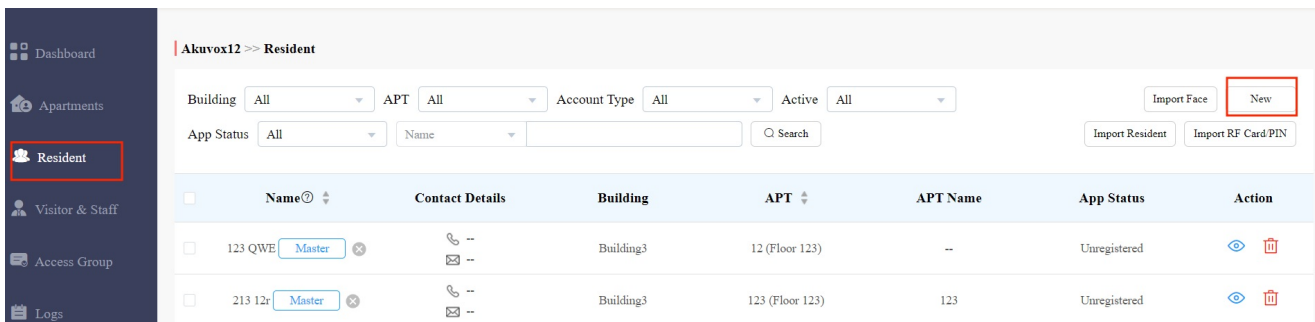 Dashboard
Apartments
Resident
Visitor & Staff
Access Group
Logs
Akuvox12 >> Resident
Building All APT All Account Type All Active All Import Face New
App Status All Name Search Import Resident Import RF Card/PIN
Name Contact Details Building APT APT Name App Status Action
123 QWE Master -- -- Building3 12 (Floor 123) -- Unregistered
213 12r Master -- -- Building3 123 (Floor 123) 123 Unregistered